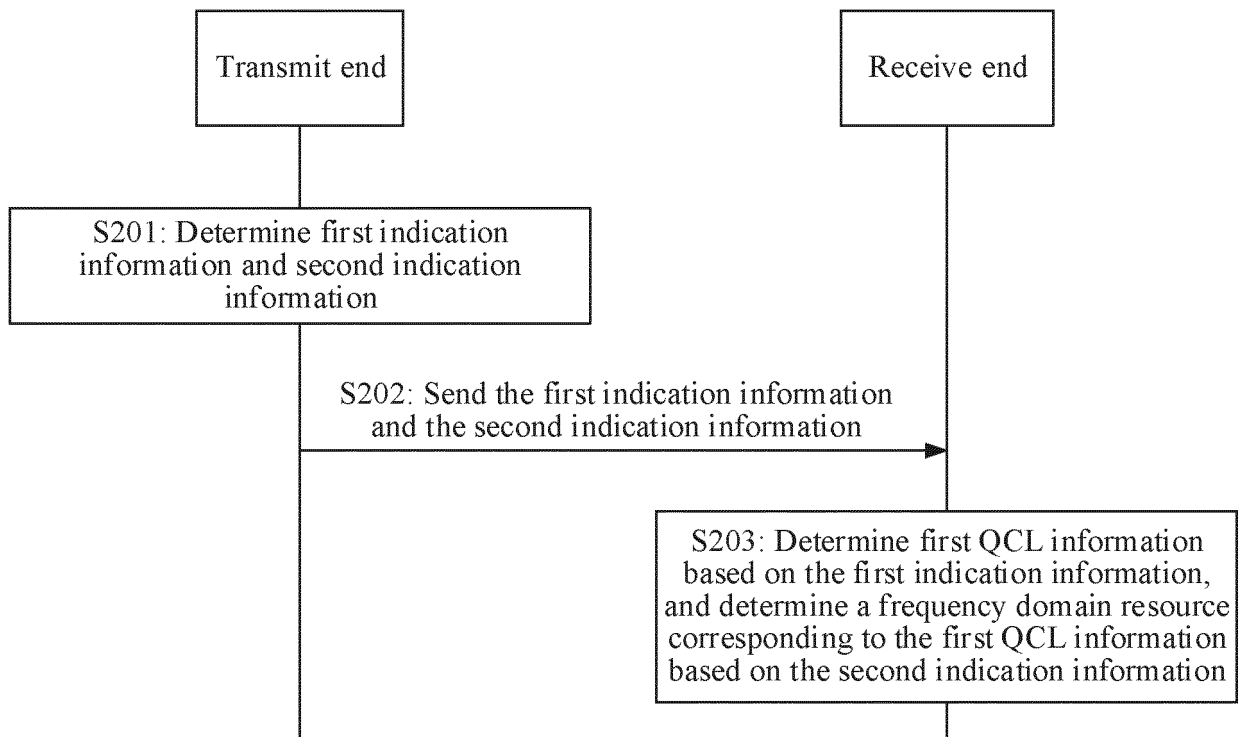 Transmit end
Receive end
S201: Determine first indication
information and second indication
information
S202: Send the first indication information
and the second indication information
S203: Determine first QCL information
based on the first indication information,
and determine a frequency domain resource
corresponding to the first QCL information
based on the second indication information